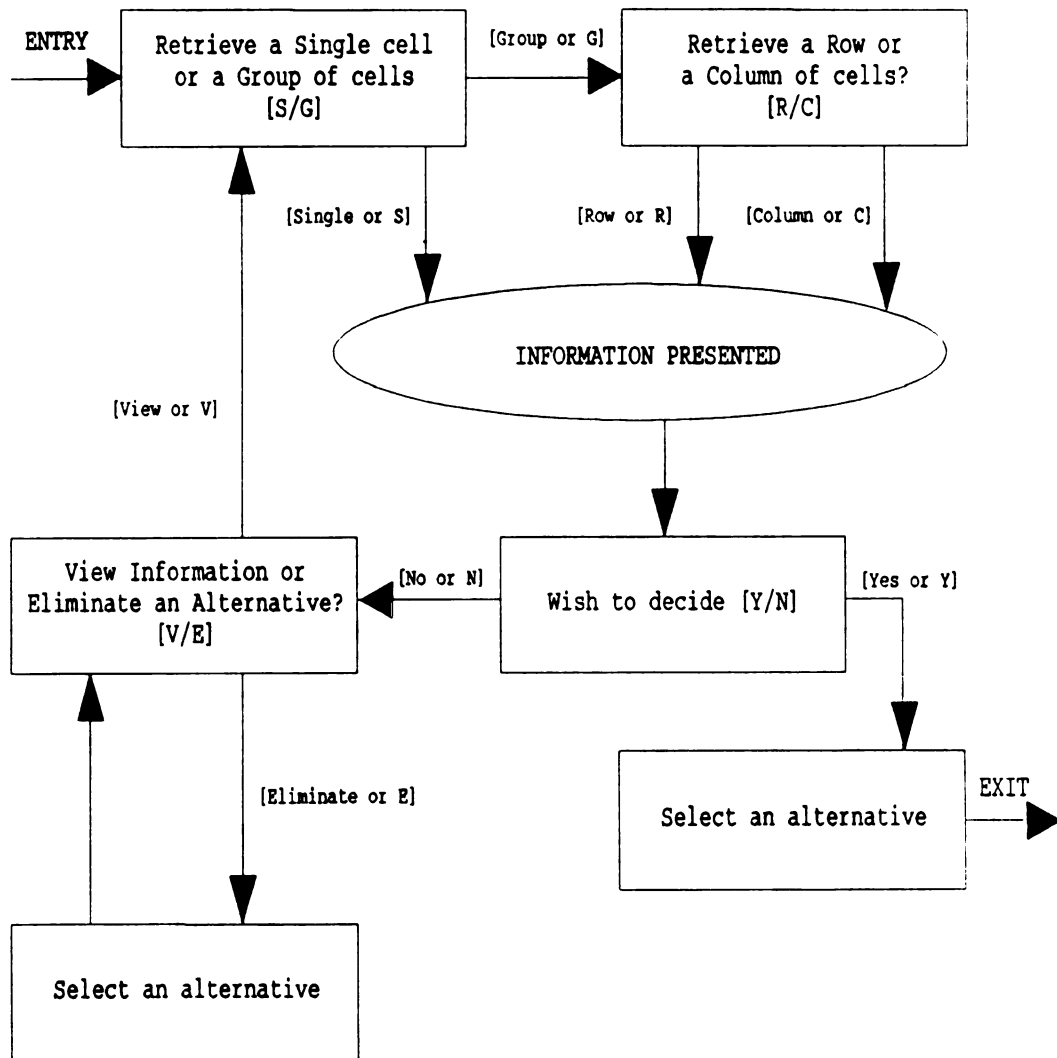 ENTRY
Retrieve a Single cell
or a Group of cells
[S/G]
[Group or G]
Retrieve a Row or
a Column of cells?
[R/C]
[Single or S]
[Row or R]
[Column or C]
INFORMATION PRESENTED
[View or V]
View Information or
Eliminate an Alternative?
[V/E]
[No or N]
Wish to decide [Y/N]
[Yes or Y]
[Eliminate or E]
Select an alternative
EXIT
Select an alternative